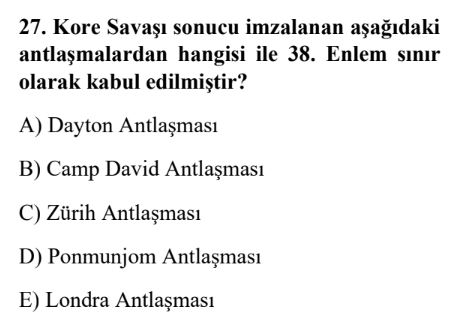 27. Kore Savaşı sonucu imzalanan aşağıdaki
antlaşmalardan hangisi ile 38. Enlem sınır
olarak kabul edilmiştir?
A) Dayton Antlaşması
B) Camp David Antlaşması
C) Zürih Antlaşması
D) Ponmunjom Antlaşması
E) Londra Antlaşması